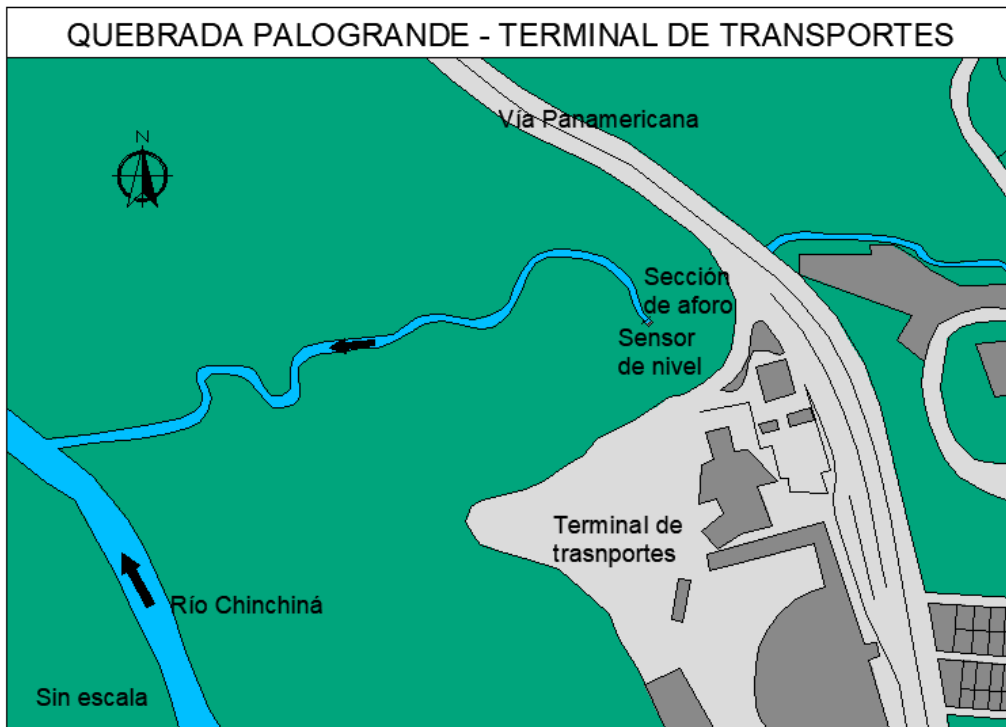 QUEBRADA PALOGRANDE - TERMINAL DE TRANSPORTES
Vía Panamericana
N
Sección
de aforo
Sensor
de nivel
Terminal de
trasnportes
Río Chinchiná
Sin escala